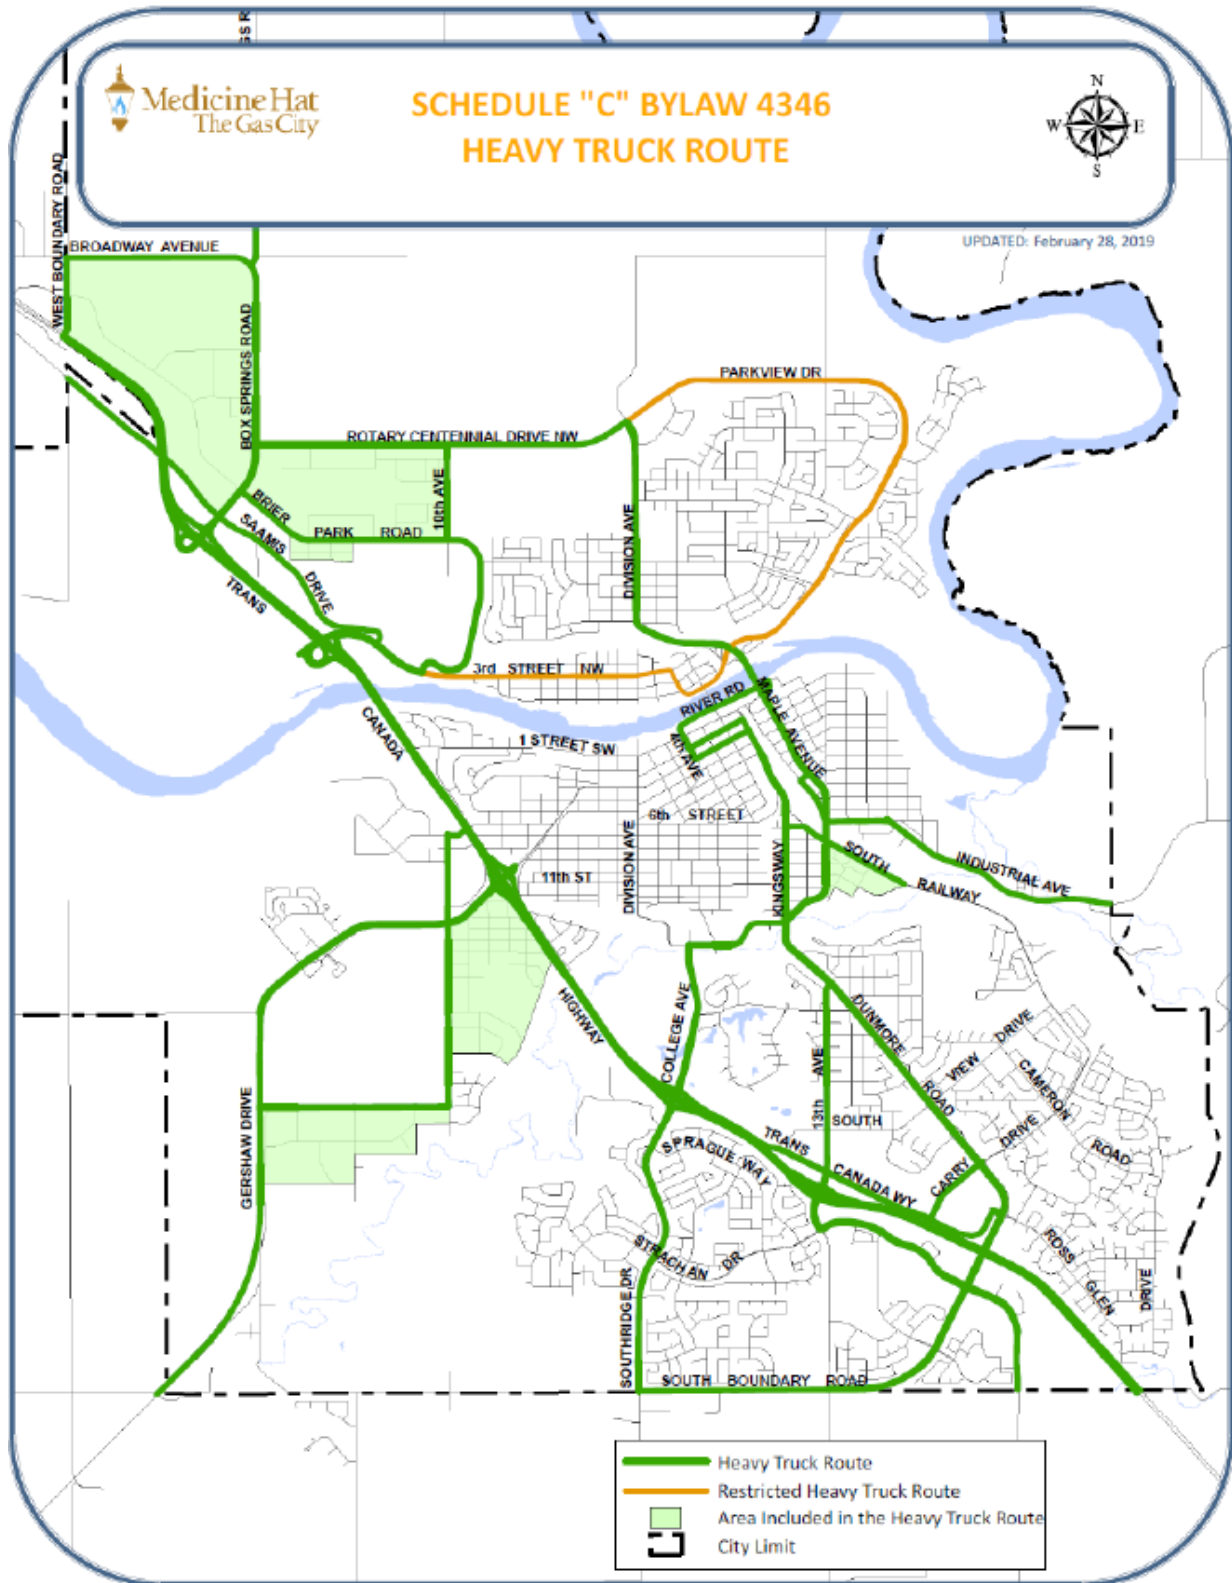 GS R
Medicine Hat
The Gas City
SCHEDULE "C" BYLAW 4346
HEAVY TRUCK ROUTE
N
W E
S
UPDATED: February 28, 2019
WEST BOUNDARY ROAD
BROADWAY AVENUE
BOX SPRINGS ROAD
PARKVIEW DR
ROTARY CENTENNIAL DRIVE NW
10th AVE
BRIER
PARK ROAD
SAAMIS
DRIVE
DIVISION AVE
TRANS
3rd STREET NW
RIVER RD
MAPLE AVENUE
CANADA
1 STREET SW
4th AVE
6th STREET
DIVISION AVE
KINGSWAY
SOUTH
RAILWAY
INDUSTRIAL AVE
11th ST
HIGHWAY
COLLEGE AVE
DUNMORE
ROAD
VIEW DRIVE
CAMERON
ROAD
13th AVE
SOUTH
GERSHAW DRIVE
SPRAGUE WAY
TRANS
CANADA WY
CARRY
DRIVE
STRACHAN DR
ROSS
GLEN
DRIVE
SOUTHRIDGE DR
SOUTH BOUNDARY ROAD
Heavy Truck Route
Restricted Heavy Truck Route
Area Included in the Heavy Truck Route
City Limit